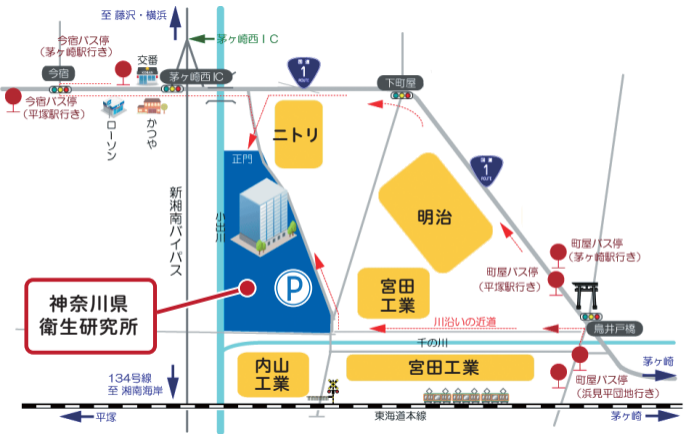 至 藤沢・横浜
今宿バス停
(茅ヶ崎駅行き)
交番
茅ヶ崎西IC
今宿
茅ヶ崎西IC
国道
1
ROUTE
下町屋
今宿バス停
(平塚駅行き)
ローソン
かつや
ニトリ
正門
国道
1
ROUTE
新湘南バイパス
小出川
明治
町屋バス停
(茅ヶ崎駅行き)
町屋バス停
(平塚駅行き)
宮田
工業
P
神奈川県
衛生研究所
川沿いの近道
鳥井戸橋
千の川
内山
工業
宮田工業
茅ヶ崎
134号線
至 湘南海岸
町屋バス停
(浜見平団地行き)
平塚
東海道本線
茅ヶ崎